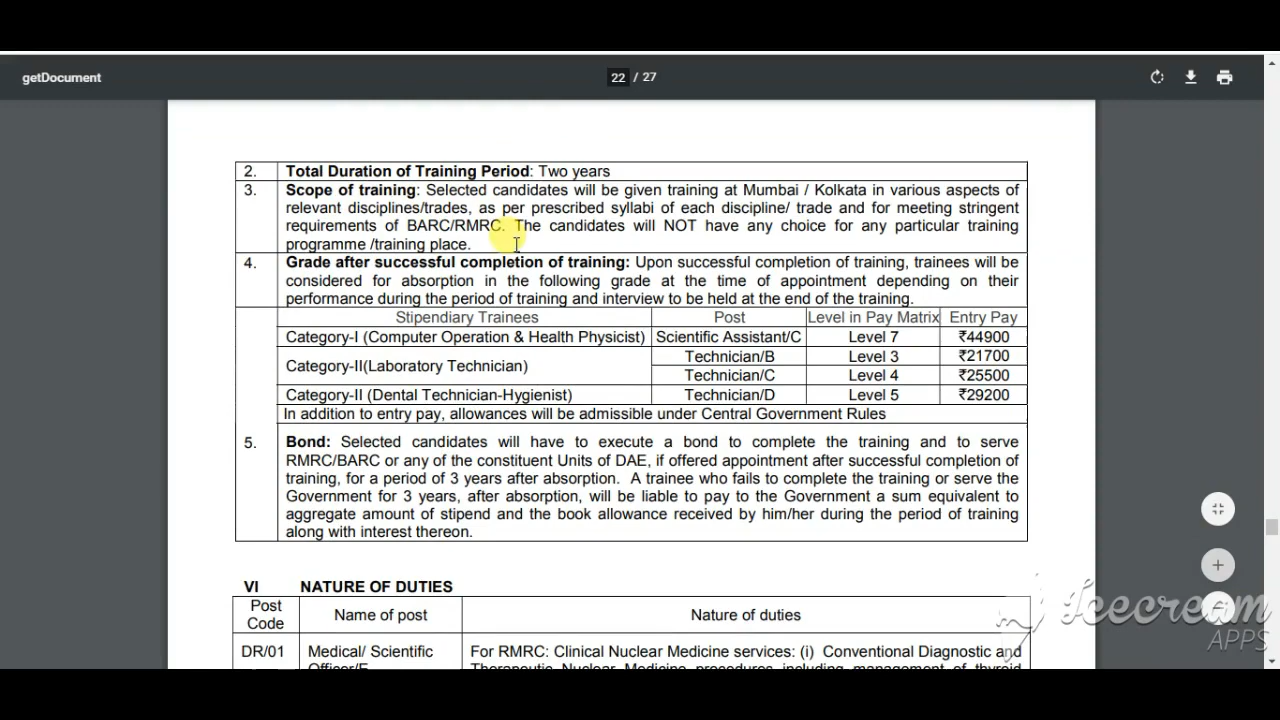 getDocument
22 / 27
2. Total Duration of Training Period: Two years
3. Scope of training: Selected candidates will be given training at Mumbai / Kolkata in various aspects of
relevant disciplines/trades, as per prescribed syllabi of each discipline/ trade and for meeting stringent
requirements of BARC/RMRC. The candidates will NOT have any choice for any particular training
programme /training place.
4. Grade after successful completion of training: Upon successful completion of training, trainees will be
considered for absorption in the following grade at the time of appointment depending on their
performance during the period of training and interview to be held at the end of the training.
Stipendiary Trainees Post Level in Pay Matrix Entry Pay
Category-I (Computer Operation & Health Physicist) Scientific Assistant/C Level 7 ₹44900
Category-II(Laboratory Technician) Technician/B Level 3 ₹21700
Technician/C Level 4 ₹25500
Category-II (Dental Technician-Hygienist) Technician/D Level 5 ₹29200
In addition to entry pay, allowances will be admissible under Central Government Rules
5. Bond: Selected candidates will have to execute a bond to complete the training and to serve
RMRC/BARC or any of the constituent Units of DAE, if offered appointment after successful completion of
training, for a period of 3 years after absorption. A trainee who fails to complete the training or serve the
Government for 3 years, after absorption, will be liable to pay to the Government a sum equivalent to
aggregate amount of stipend and the book allowance received by him/her during the period of training
along with interest thereon.
VI NATURE OF DUTIES
Post Code Name of post Nature of duties
DR/01 Medical/ Scientific For RMRC: Clinical Nuclear Medicine services: (i) Conventional Diagnostic and
Officer/E Therapeutic Nuclear Medicine procedures including management of thyroid
Icecream
APPS